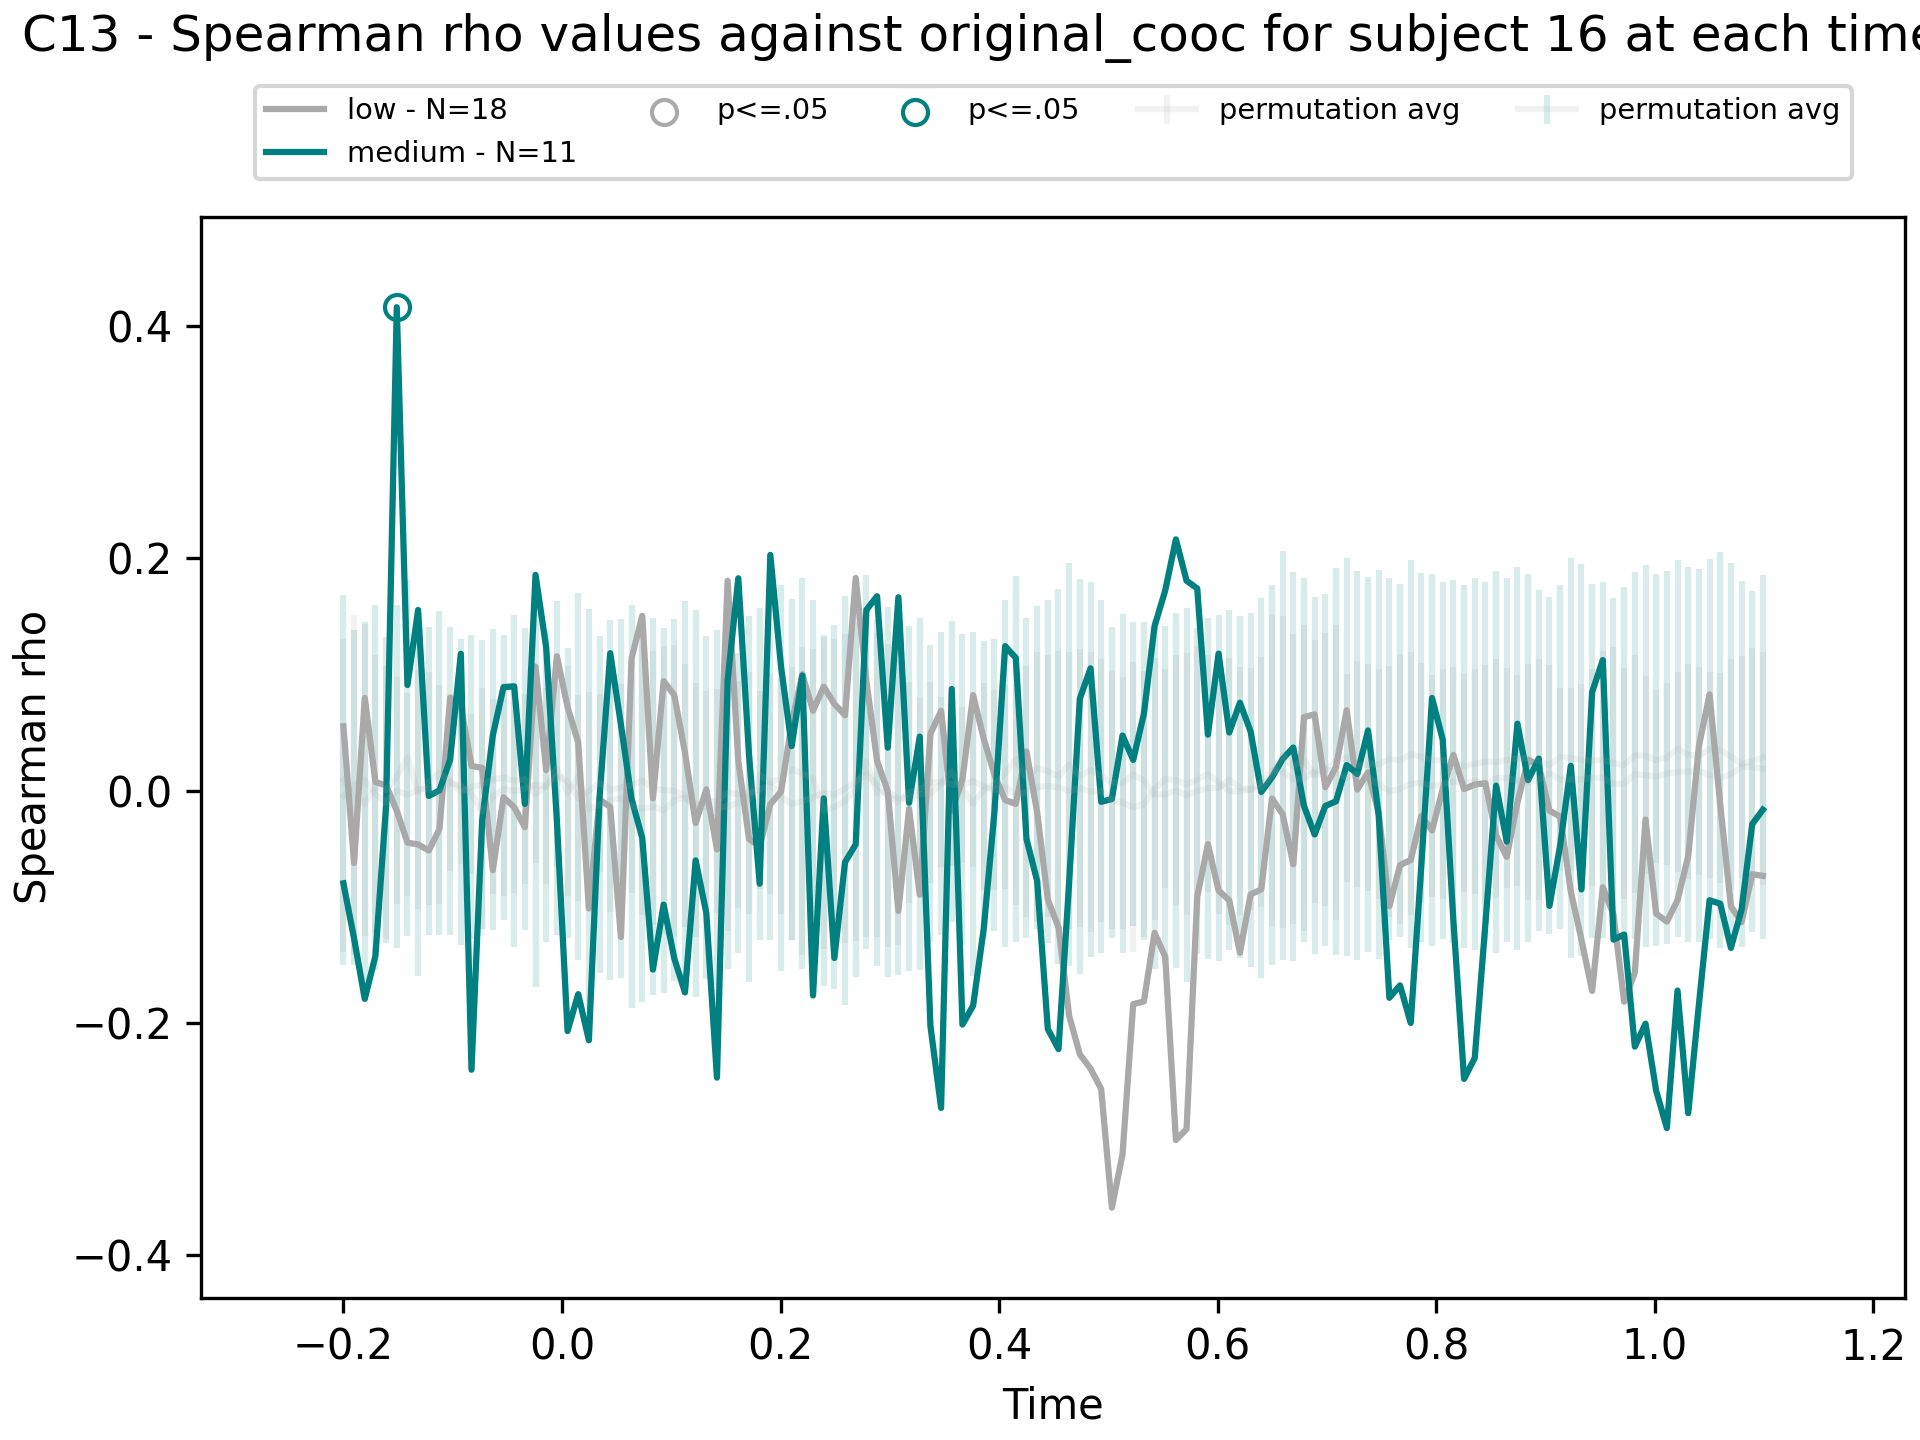 C13 - Spearman rho values against original_cooc for subject 16 at each time
low - N=18
medium - N=11
p<=.05
p<=.05
permutation avg
permutation avg
Spearman rho
0.4
0.2
0.0
−0.2
−0.4
−0.2 0.0 0.2 0.4 0.6 0.8 1.0 1.2
Time